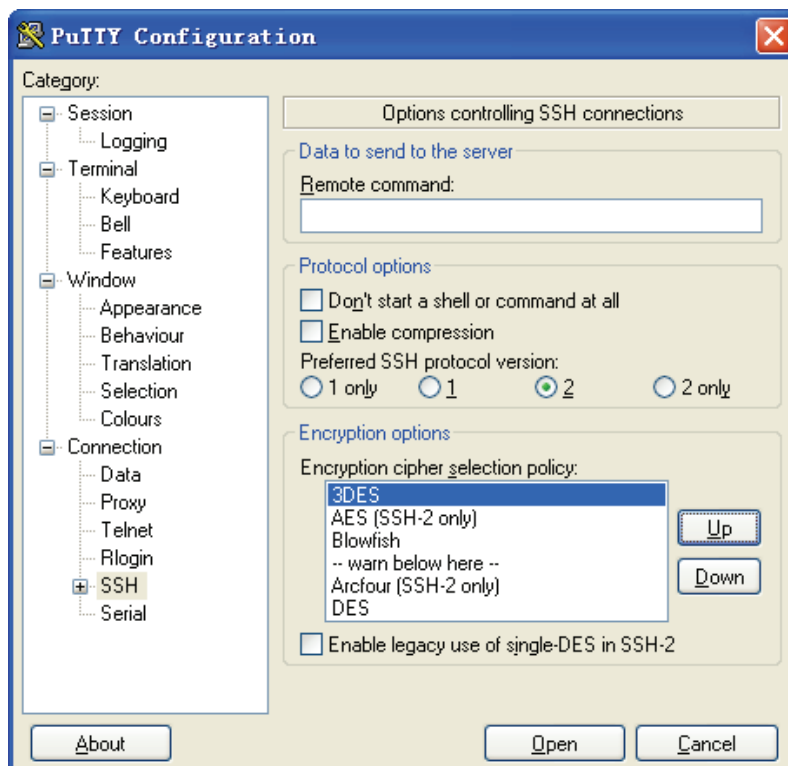 PuTTY Configuration
Category:
Session
Logging
Terminal
Keyboard
Bell
Features
Window
Appearance
Behaviour
Translation
Selection
Colours
Connection
Data
Proxy
Telnet
Rlogin
SSH
Serial
Options controlling SSH connections
Data to send to the server
Remote command:
Protocol options
Don't start a shell or command at all
Enable compression
Preferred SSH protocol version:
1 only 1 2 2 only
Encryption options
Encryption cipher selection policy:
3DES
AES (SSH-2 only)
Blowfish
-- warn below here --
Arcfour (SSH-2 only)
DES
Up
Down
Enable legacy use of single-DES in SSH-2
About Open Cancel